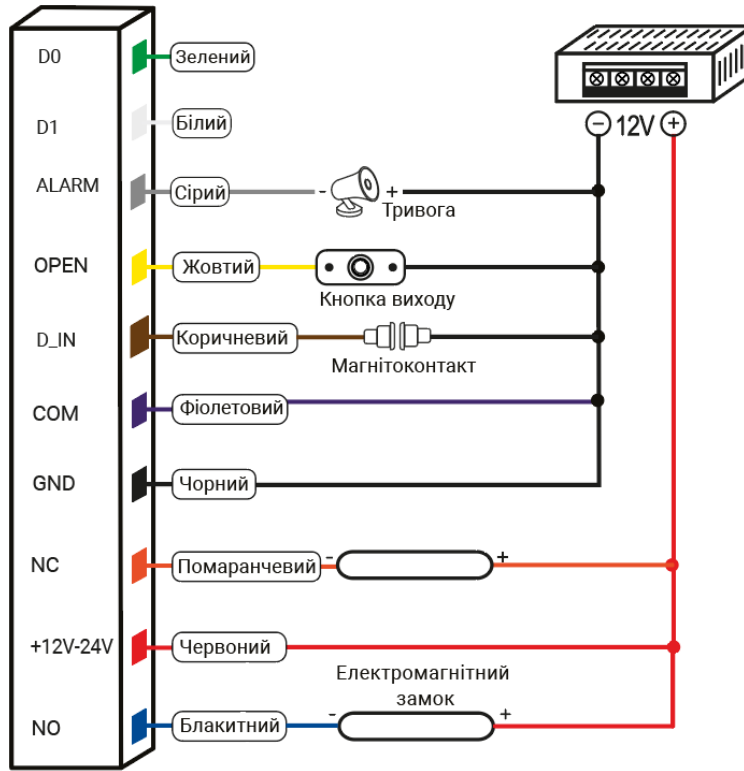 D0 Зелений
− 12V +
D1 Білий
ALARM Сірий - +
Тривога
OPEN Жовтий
Кнопка виходу
D_IN Коричневий
Магнітоконтакт
COM Фіолетовий
GND Чорний
NC Помаранчевий - +
+12V-24V Червоний
Електромагнітний
замок
NO Блакитний - +